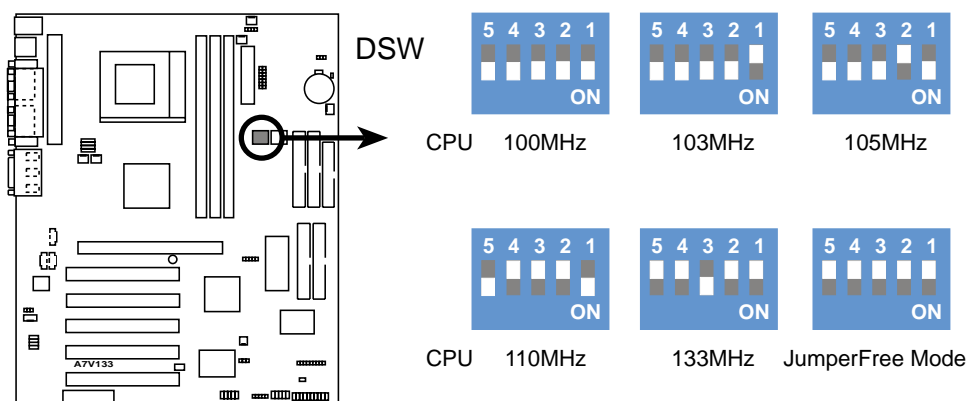 DSW
5 4 3 2 1
ON
5 4 3 2 1
ON
5 4 3 2 1
ON
CPU 100MHz 103MHz 105MHz
5 4 3 2 1
ON
5 4 3 2 1
ON
5 4 3 2 1
ON
CPU 110MHz 133MHz JumperFree Mode
A7V133